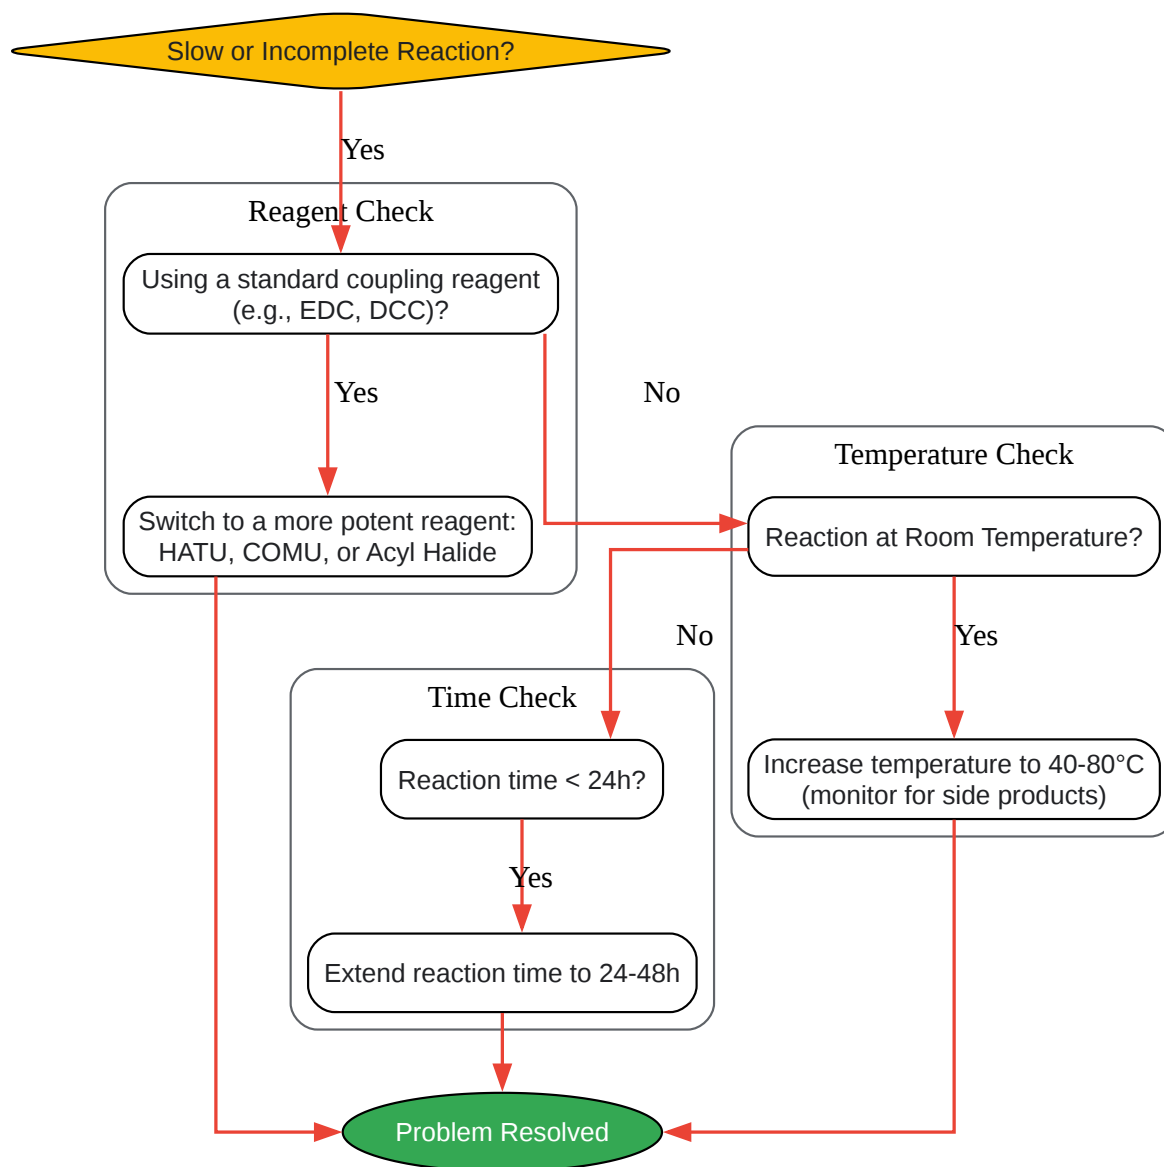 Slow or Incomplete Reaction?
Yes
Reagent Check
Using a standard coupling reagent
(e.g., EDC, DCC)?
Yes
No
Switch to a more potent reagent:
HATU, COMU, or Acyl Halide
Temperature Check
Reaction at Room Temperature?
No
Yes
Time Check
Reaction time < 24h?
Increase temperature to 40-80°C
(monitor for side products)
Yes
Extend reaction time to 24-48h
Problem Resolved